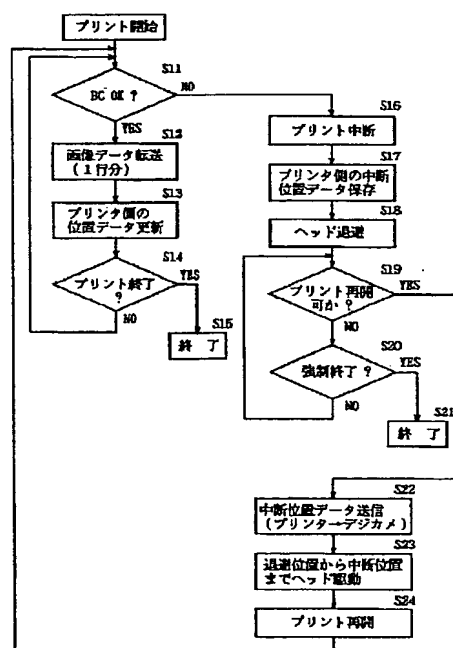 プリント開始
S11
BC OK ?
NO
YES
S12
画像データ転送
(1行分)
S13
プリンタ側の
位置データ更新
S14
プリント終了
?
YES
NO
S15
終 了
S16
プリント中断
S17
プリンタ側の中断
位置データ保存
S18
ヘッド退避
S19
プリント再開
可か ?
YES
NO
S20
強制終了 ?
YES
NO
S21
終 了
S22
中断位置データ送信
(プリンタ→デジカメ)
S23
退避位置から中断位置
までヘッド駆動
S24
プリント再開